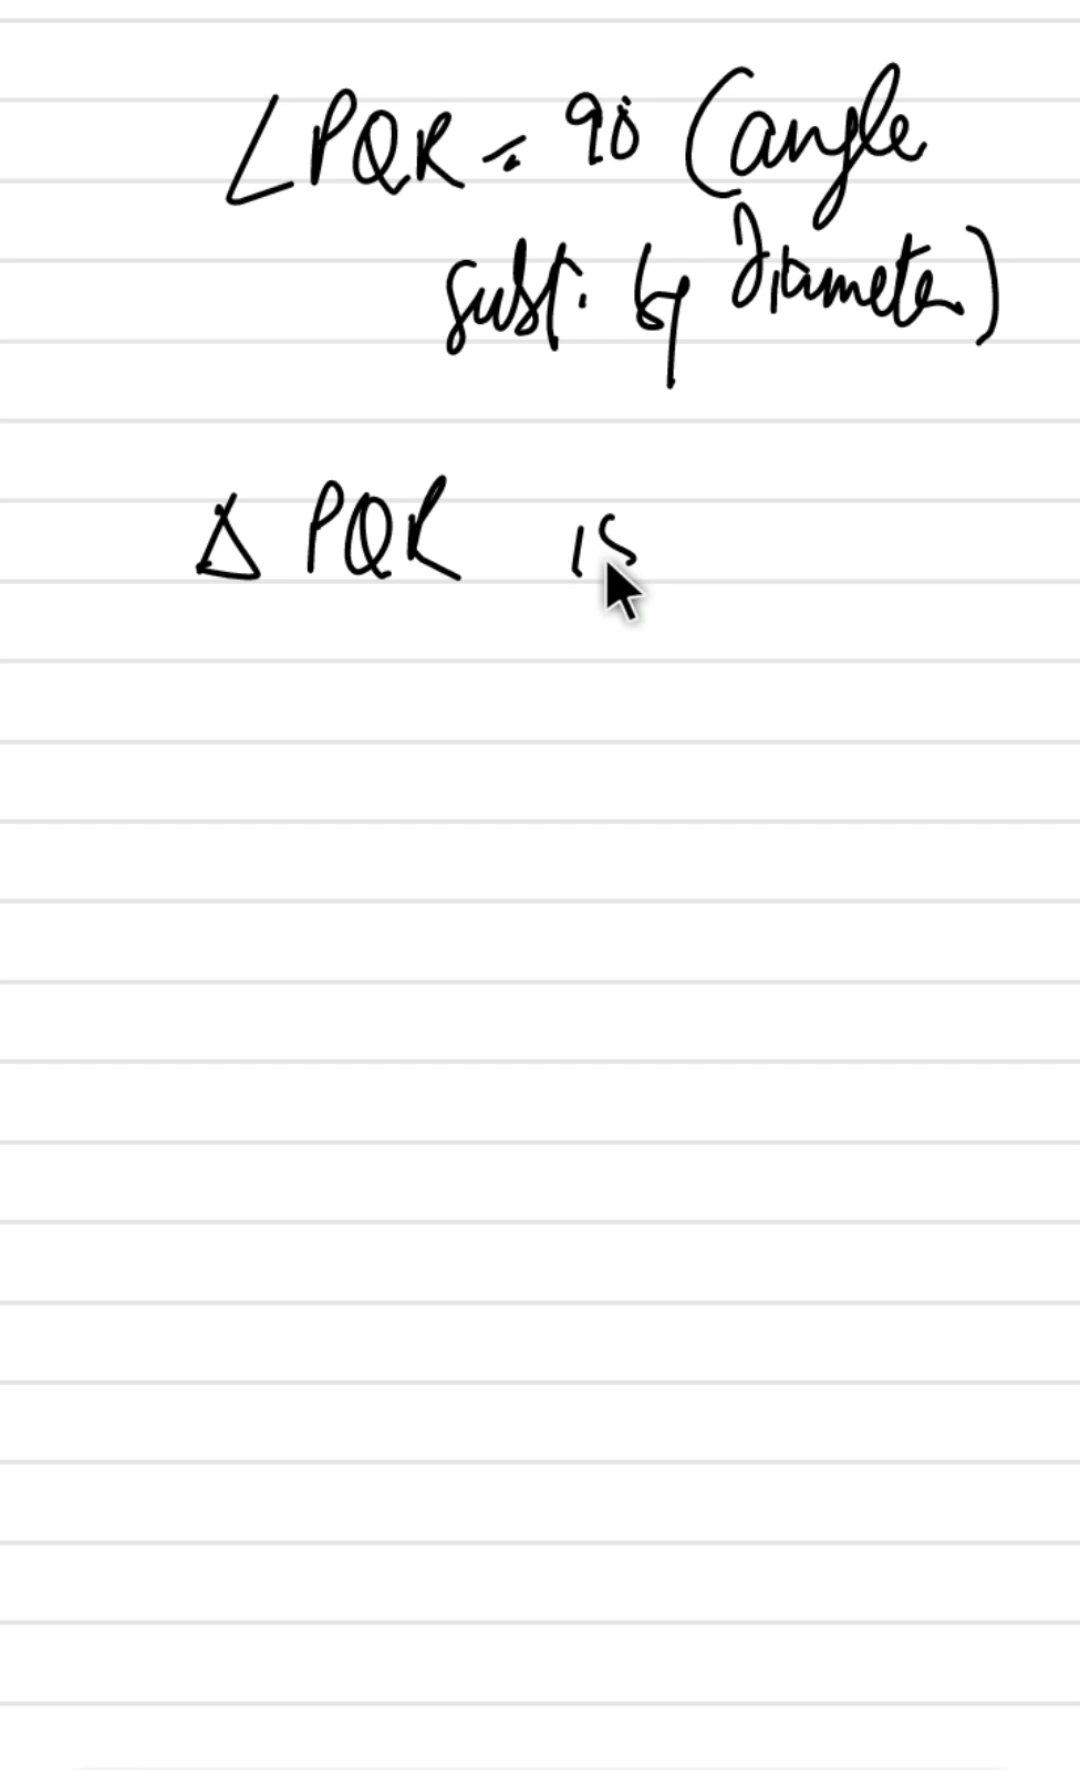 ∠PQR = 90° (angle
subt. by Diameter)
Δ PQR is